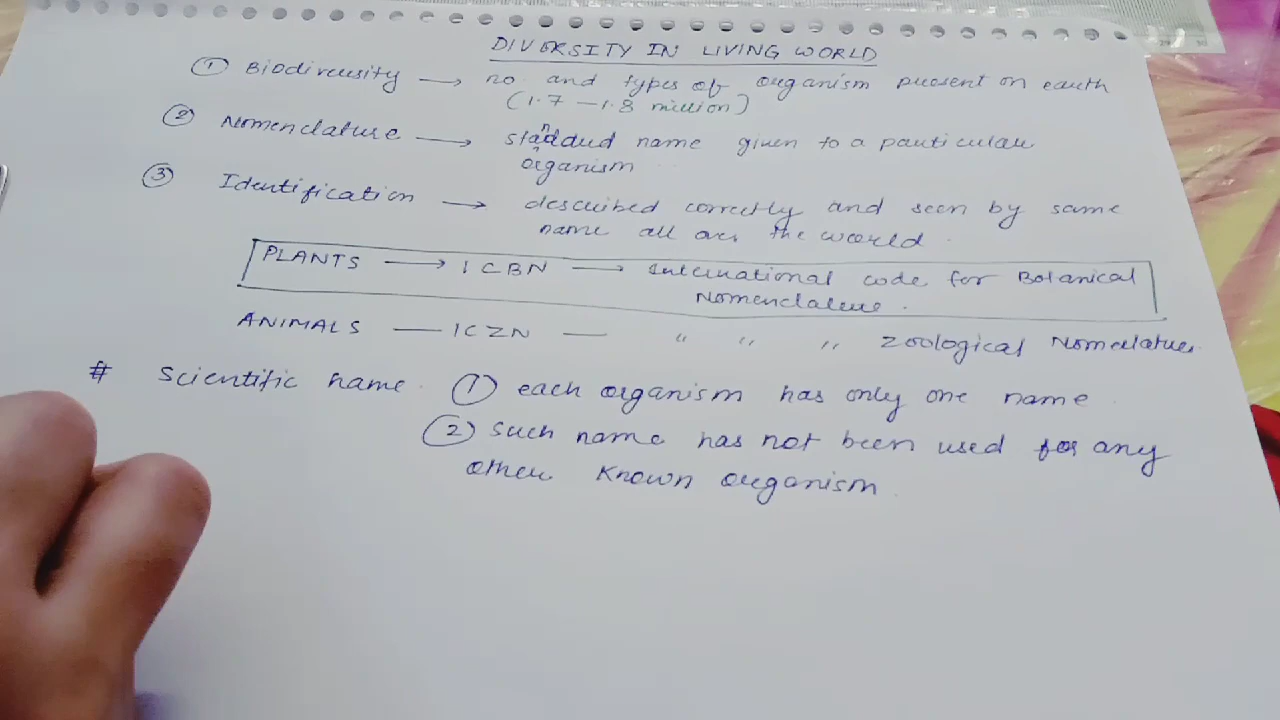 DIVERSITY IN LIVING WORLD
① Biodiversity → no. and types of organism present on earth
(1.7 – 1.8 million)
② Nomenclature → standdud name given to a particular
organism
③ Identification → described correctly and seen by same
name all over the world.
PLANTS → ICBN → International code for Botanical
Nomenclature.
ANIMALS — ICZN — " " " Zoological Nomenclature
# Scientific name. ① each organism has only one name.
② Such name has not been used for any
other known organism.